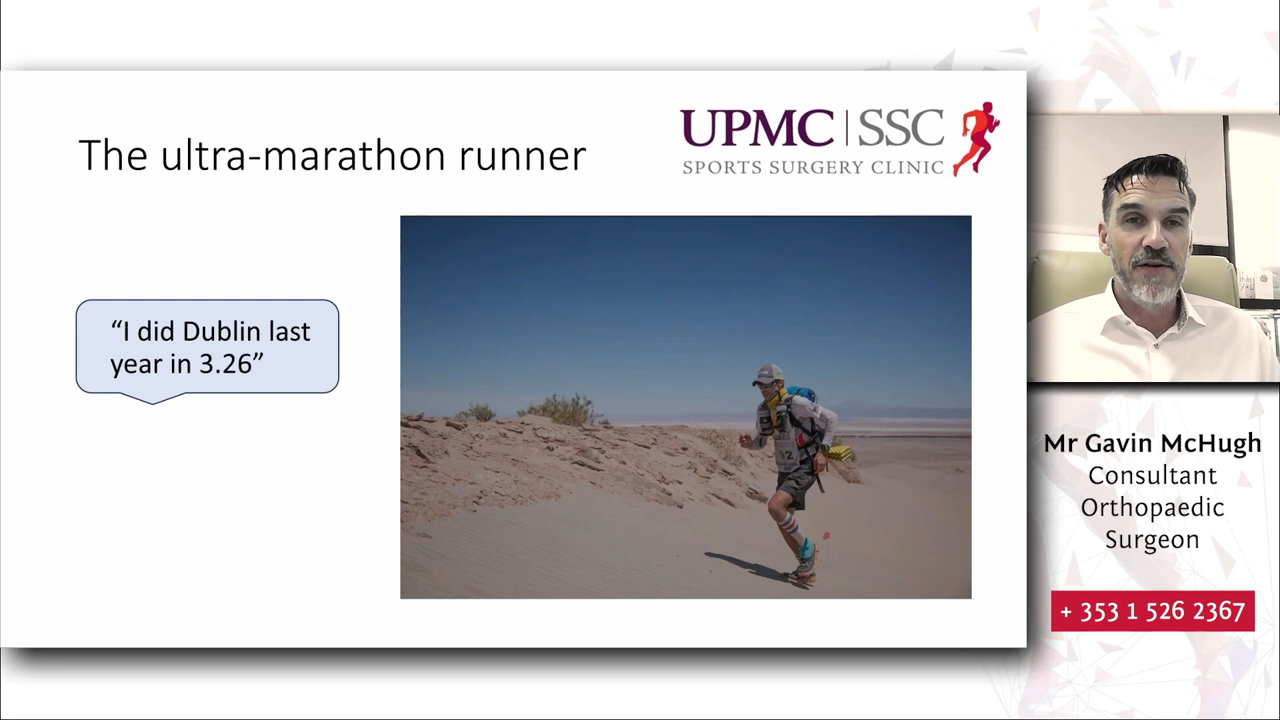 The ultra-marathon runner
UPMC | SSC
SPORTS SURGERY CLINIC
“I did Dublin last
year in 3.26”
Mr Gavin McHugh
Consultant
Orthopaedic
Surgeon
+ 353 1 526 2367